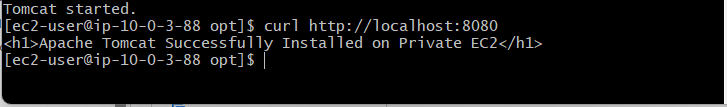 Tomcat started.
[ec2-user@ip-10-0-3-88 opt]$ curl http://localhost:8080
<h1>Apache Tomcat Successfully Installed on Private EC2</h1>
[ec2-user@ip-10-0-3-88 opt]$